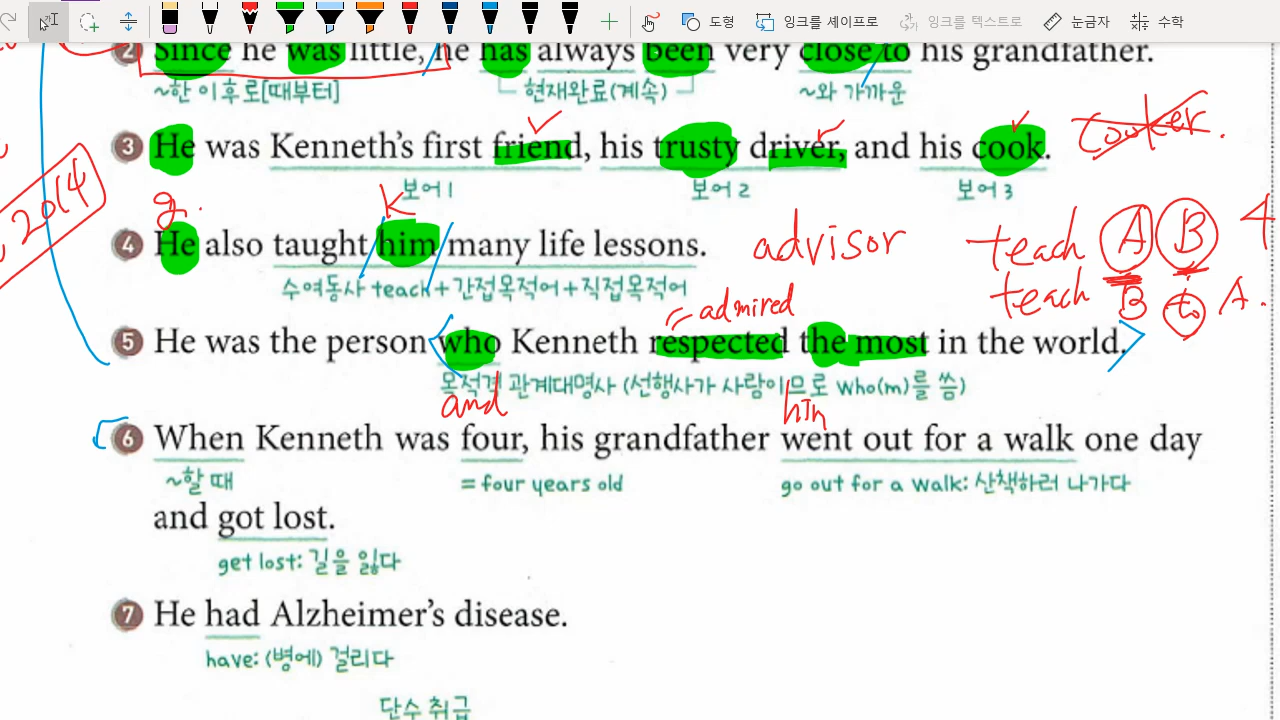 도형 잉크를 셰이프로 잉크를 텍스트로 눈금자 수학
2 Since he was little, he has always been very close to his grandfather.
~한 이후로[때부터] 현재완료(계속) ~와 가까운
3 He was Kenneth's first friend, his trusty driver, and his cook. cooker.
보어 1 보어 2 보어 3
2014
g. K
4 He also taught him many life lessons. advisor teach A B 4
수여동사 teach+간접목적어+직접목적어 teach B to A.
admired
5 He was the person who Kenneth respected the most in the world.
목적격 관계대명사 (선행사가 사람이므로 who(m)를 씀)
and him
6 When Kenneth was four, his grandfather went out for a walk one day
~할 때 = four years old go out for a walk: 산책하러 나가다
and got lost.
get lost: 길을 잃다
7 He had Alzheimer's disease.
have: (병에) 걸리다
단수 취급